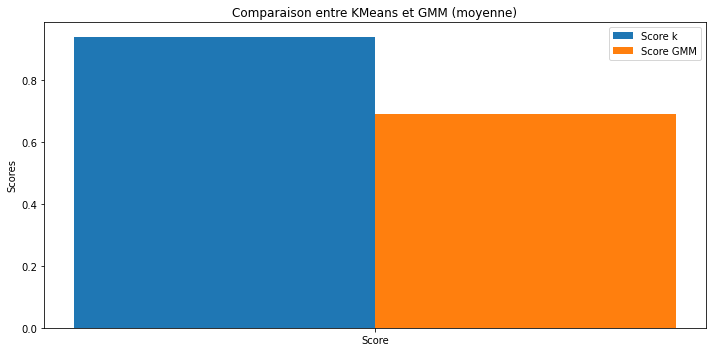 Comparaison entre KMeans et GMM (moyenne)
Score k
Score GMM
0.8
0.6
0.4
0.2
0.0
Scores
Score